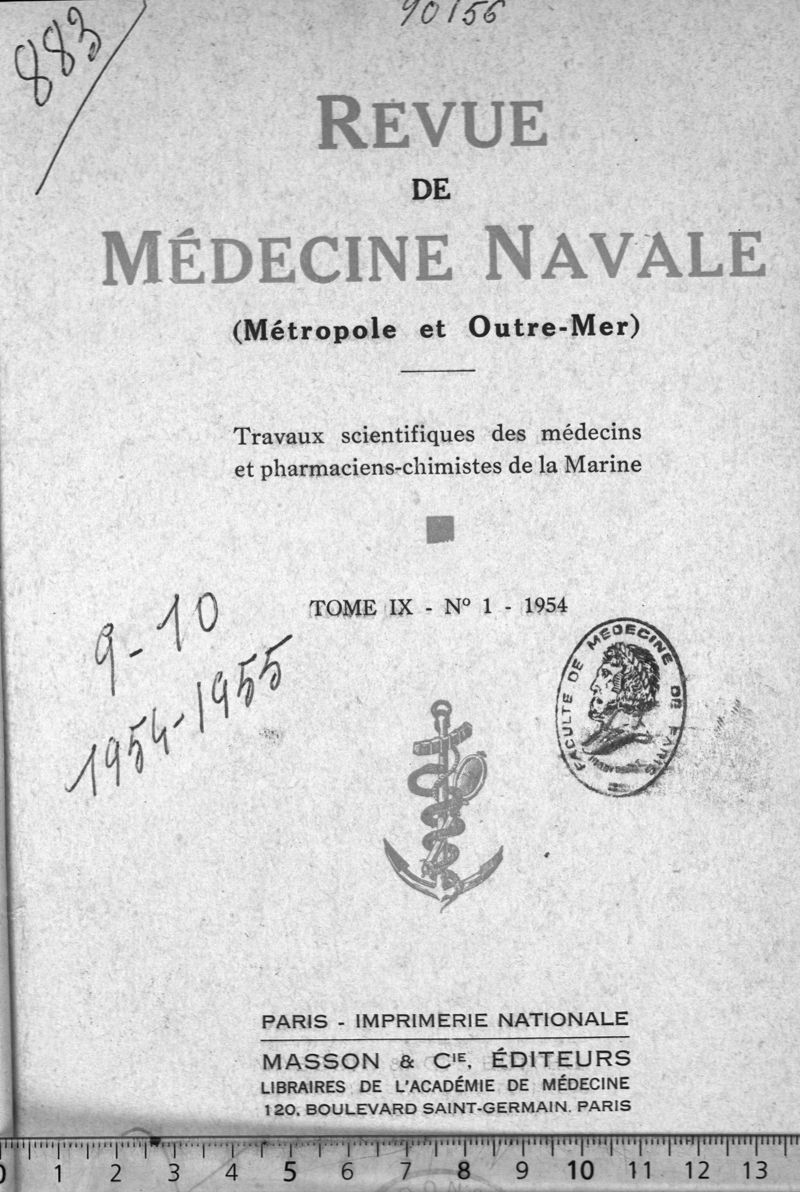 90156
883
REVUE
DE
MÉDECINE NAVALE
(Métropole et Outre-Mer)
Travaux scientifiques des médecins
et pharmaciens-chimistes de la Marine
TOME IX - Nº 1 - 1954
9-10
1954-1955
FACULTE DE MEDECINE DE PARIS
PARIS - IMPRIMERIE NATIONALE
MASSON & CIE, ÉDITEURS
LIBRAIRES DE L'ACADÉMIE DE MÉDECINE
120, BOULEVARD SAINT-GERMAIN, PARIS
0 1 2 3 4 5 6 7 8 9 10 11 12 13